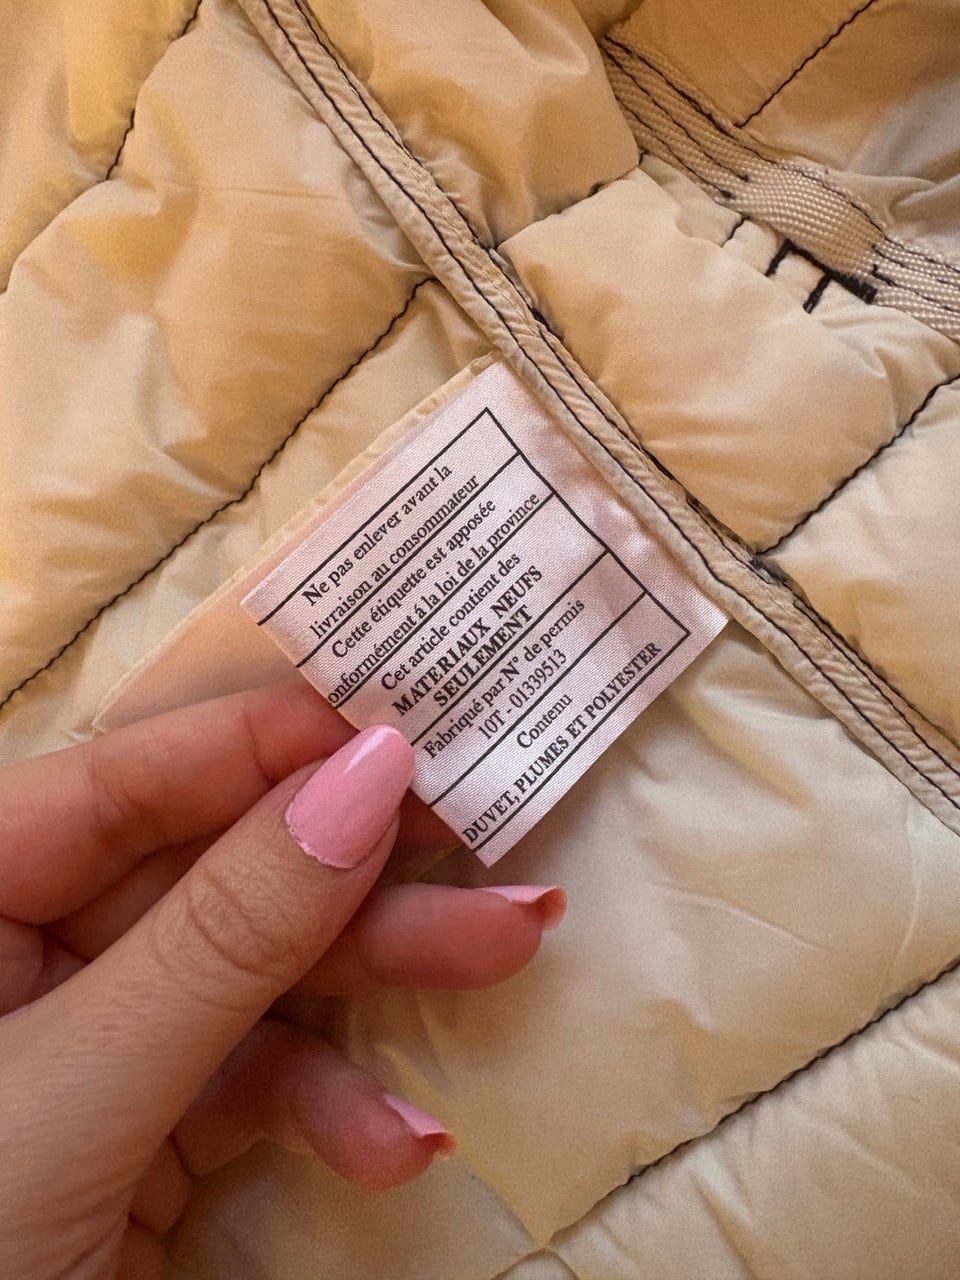 Ne pas enlever avant la
livraison au consommateur
Cette étiquette est apposée
onformément á la loi de la province
Cet article contient des
MATERIAUX NEUFS
SEULEMENT
Fabriqué par N° de permis
10T - 01339513
Contenu
DUVET, PLUMES ET POLYESTER